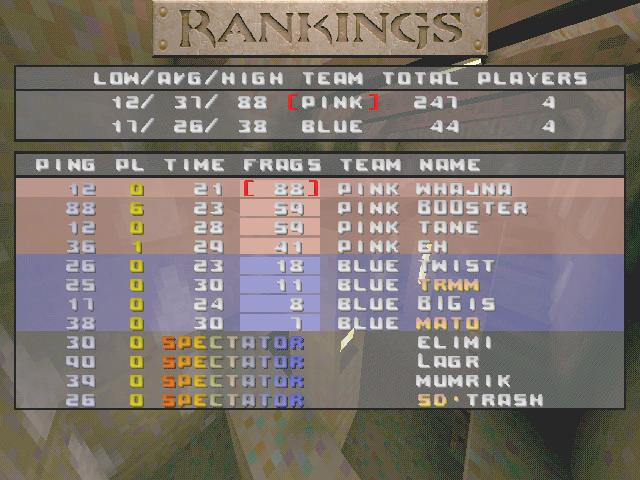 RANKINGS
LOW/AVG/HIGH TEAM TOTAL PLAYERS
12/ 37/ 88 [PINK] 247 4
17/ 26/ 38 BLUE 44 4
PING PL TIME FRAGS TEAM NAME
12 0 21 [ 88] PINK WHAJNA
88 6 23 59 PINK BOOSTER
12 0 28 59 PINK TANE
36 1 29 41 PINK GH
26 0 23 18 BLUE TWIST
25 0 30 11 BLUE TRMM
17 0 24 8 BLUE BIGIS
38 0 30 7 BLUE MATO
30 0 SPECTATOR ELIMI
90 0 SPECTATOR LAGR
39 0 SPECTATOR MUMRIK
26 0 SPECTATOR SD·TRASH